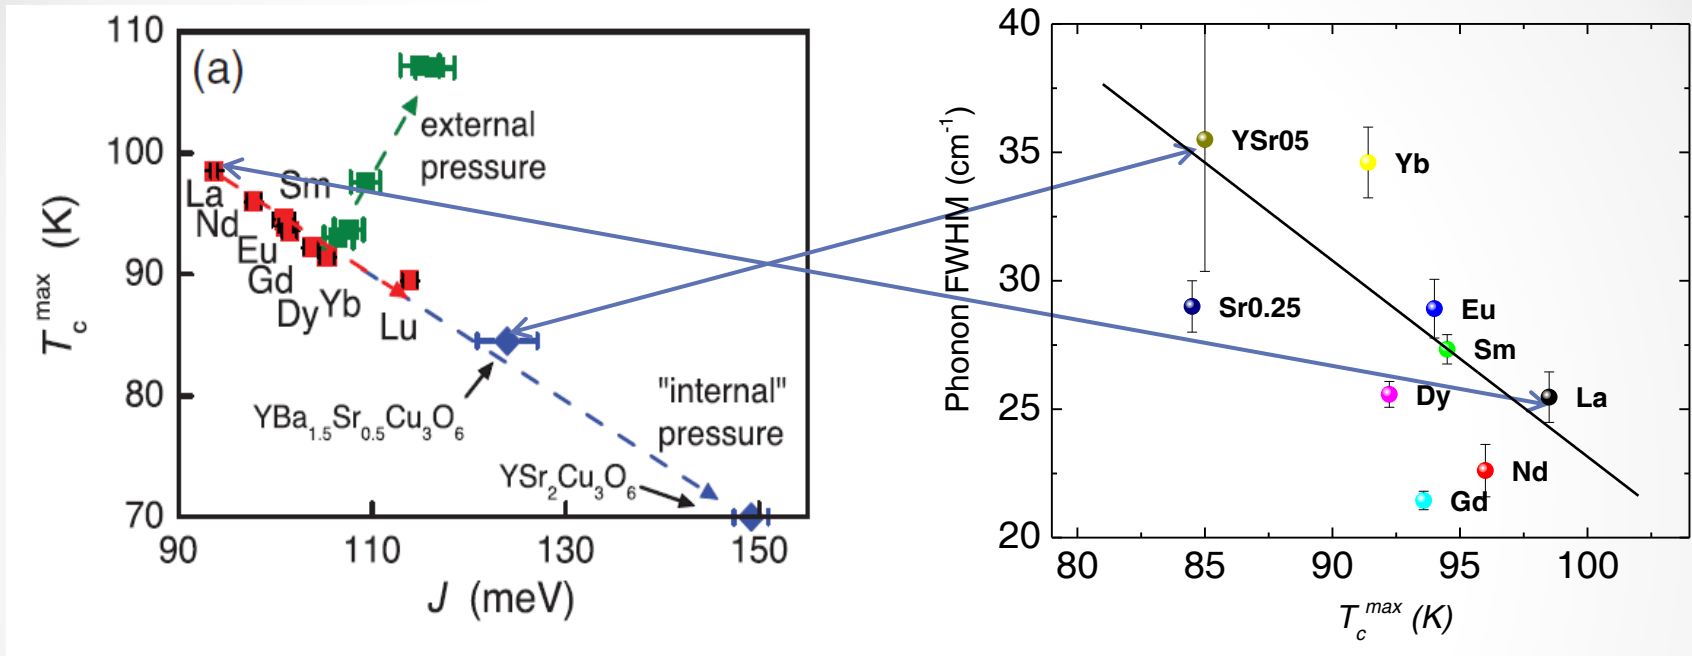 110
100
90
80
70
90
110
130
150
T_c^max (K)
J (meV)
(a)
external
pressure
La
Sm
Nd
Eu
Gd
Dy
Yb
Lu
YBa1.5Sr0.5Cu3O6
"internal"
pressure
YSr2Cu3O6
40
35
30
25
20
80
85
90
95
100
Phonon FWHM (cm-1)
T_c^max (K)
YSr05
Yb
Sr0.25
Eu
Sm
Dy
La
Nd
Gd